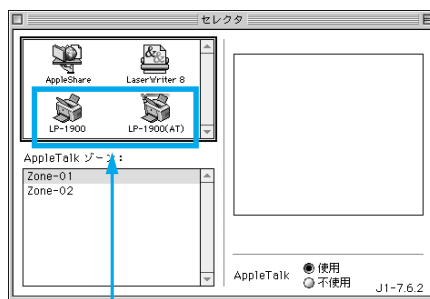 セレクタ
AppleShare
LaserWriter 8
LP-1900
LP-1900(AT)
AppleTalk ゾーン：
Zone-01
Zone-02
AppleTalk
使用
不使用
J1-7.6.2